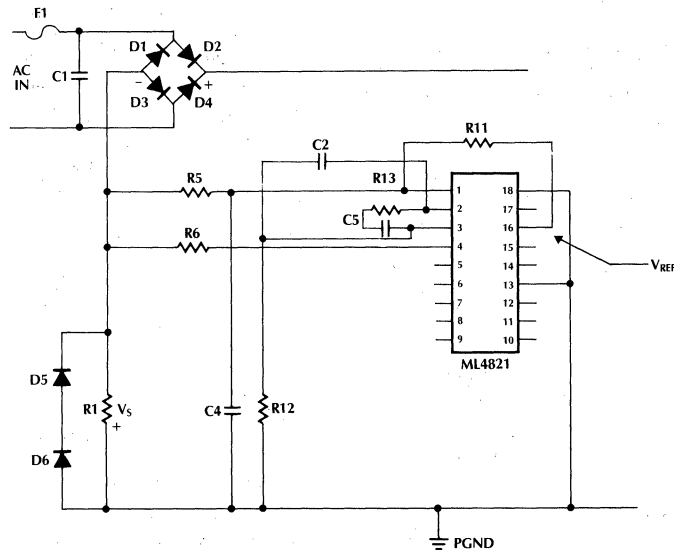 F1
AC
IN
C1
D1
D2
D3
D4
−
+
R11
C2
R13
R5
C5
R6
1
2
3
4
5
6
7
8
9
18
17
16
15
14
13
12
11
10
VREF
ML4821
D5
D6
R1
VS
+
C4
R12
PGND